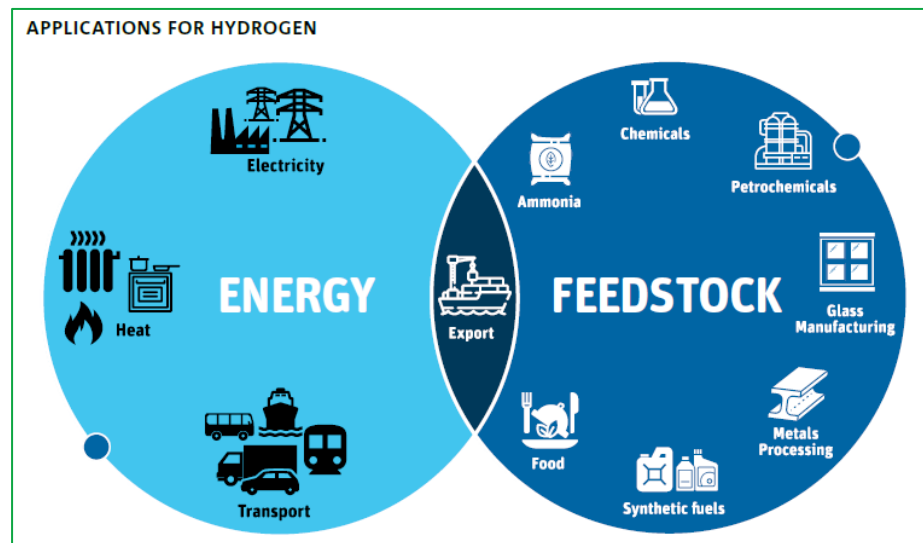 APPLICATIONS FOR HYDROGEN
Electricity
Heat
ENERGY
Transport
Export
Chemicals
Petrochemicals
Ammonia
FEEDSTOCK
Glass
Manufacturing
Metals
Processing
Food
Synthetic fuels